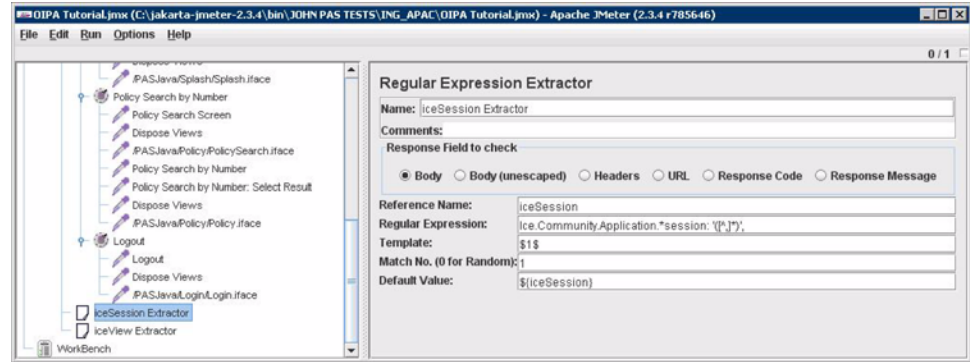 OIPA Tutorial.jmx (C:\jakarta-jmeter-2.3.4\bin\JOHN PAS TESTS\ING_APAC\OIPA Tutorial.jmx) - Apache JMeter (2.3.4 r785646)
File Edit Run Options Help
0 / 1
Dispose Views
/PASJava/Splash/Splash.iface
Policy Search by Number
Policy Search Screen
Dispose Views
/PASJava/Policy/PolicySearch.iface
Policy Search by Number
Policy Search by Number: Select Result
Dispose Views
/PASJava/Policy/Policy.iface
Logout
Logout
Dispose Views
/PASJava/Login/Login.iface
iceSession Extractor
iceView Extractor
WorkBench
Regular Expression Extractor
Name: iceSession Extractor
Comments:
Response Field to check
Body Body (unescaped) Headers URL Response Code Response Message
Reference Name: iceSession
Regular Expression: Ice.Community.Application.*session: '([^,]*)',
Template: $1$
Match No. (0 for Random): 1
Default Value: ${iceSession}